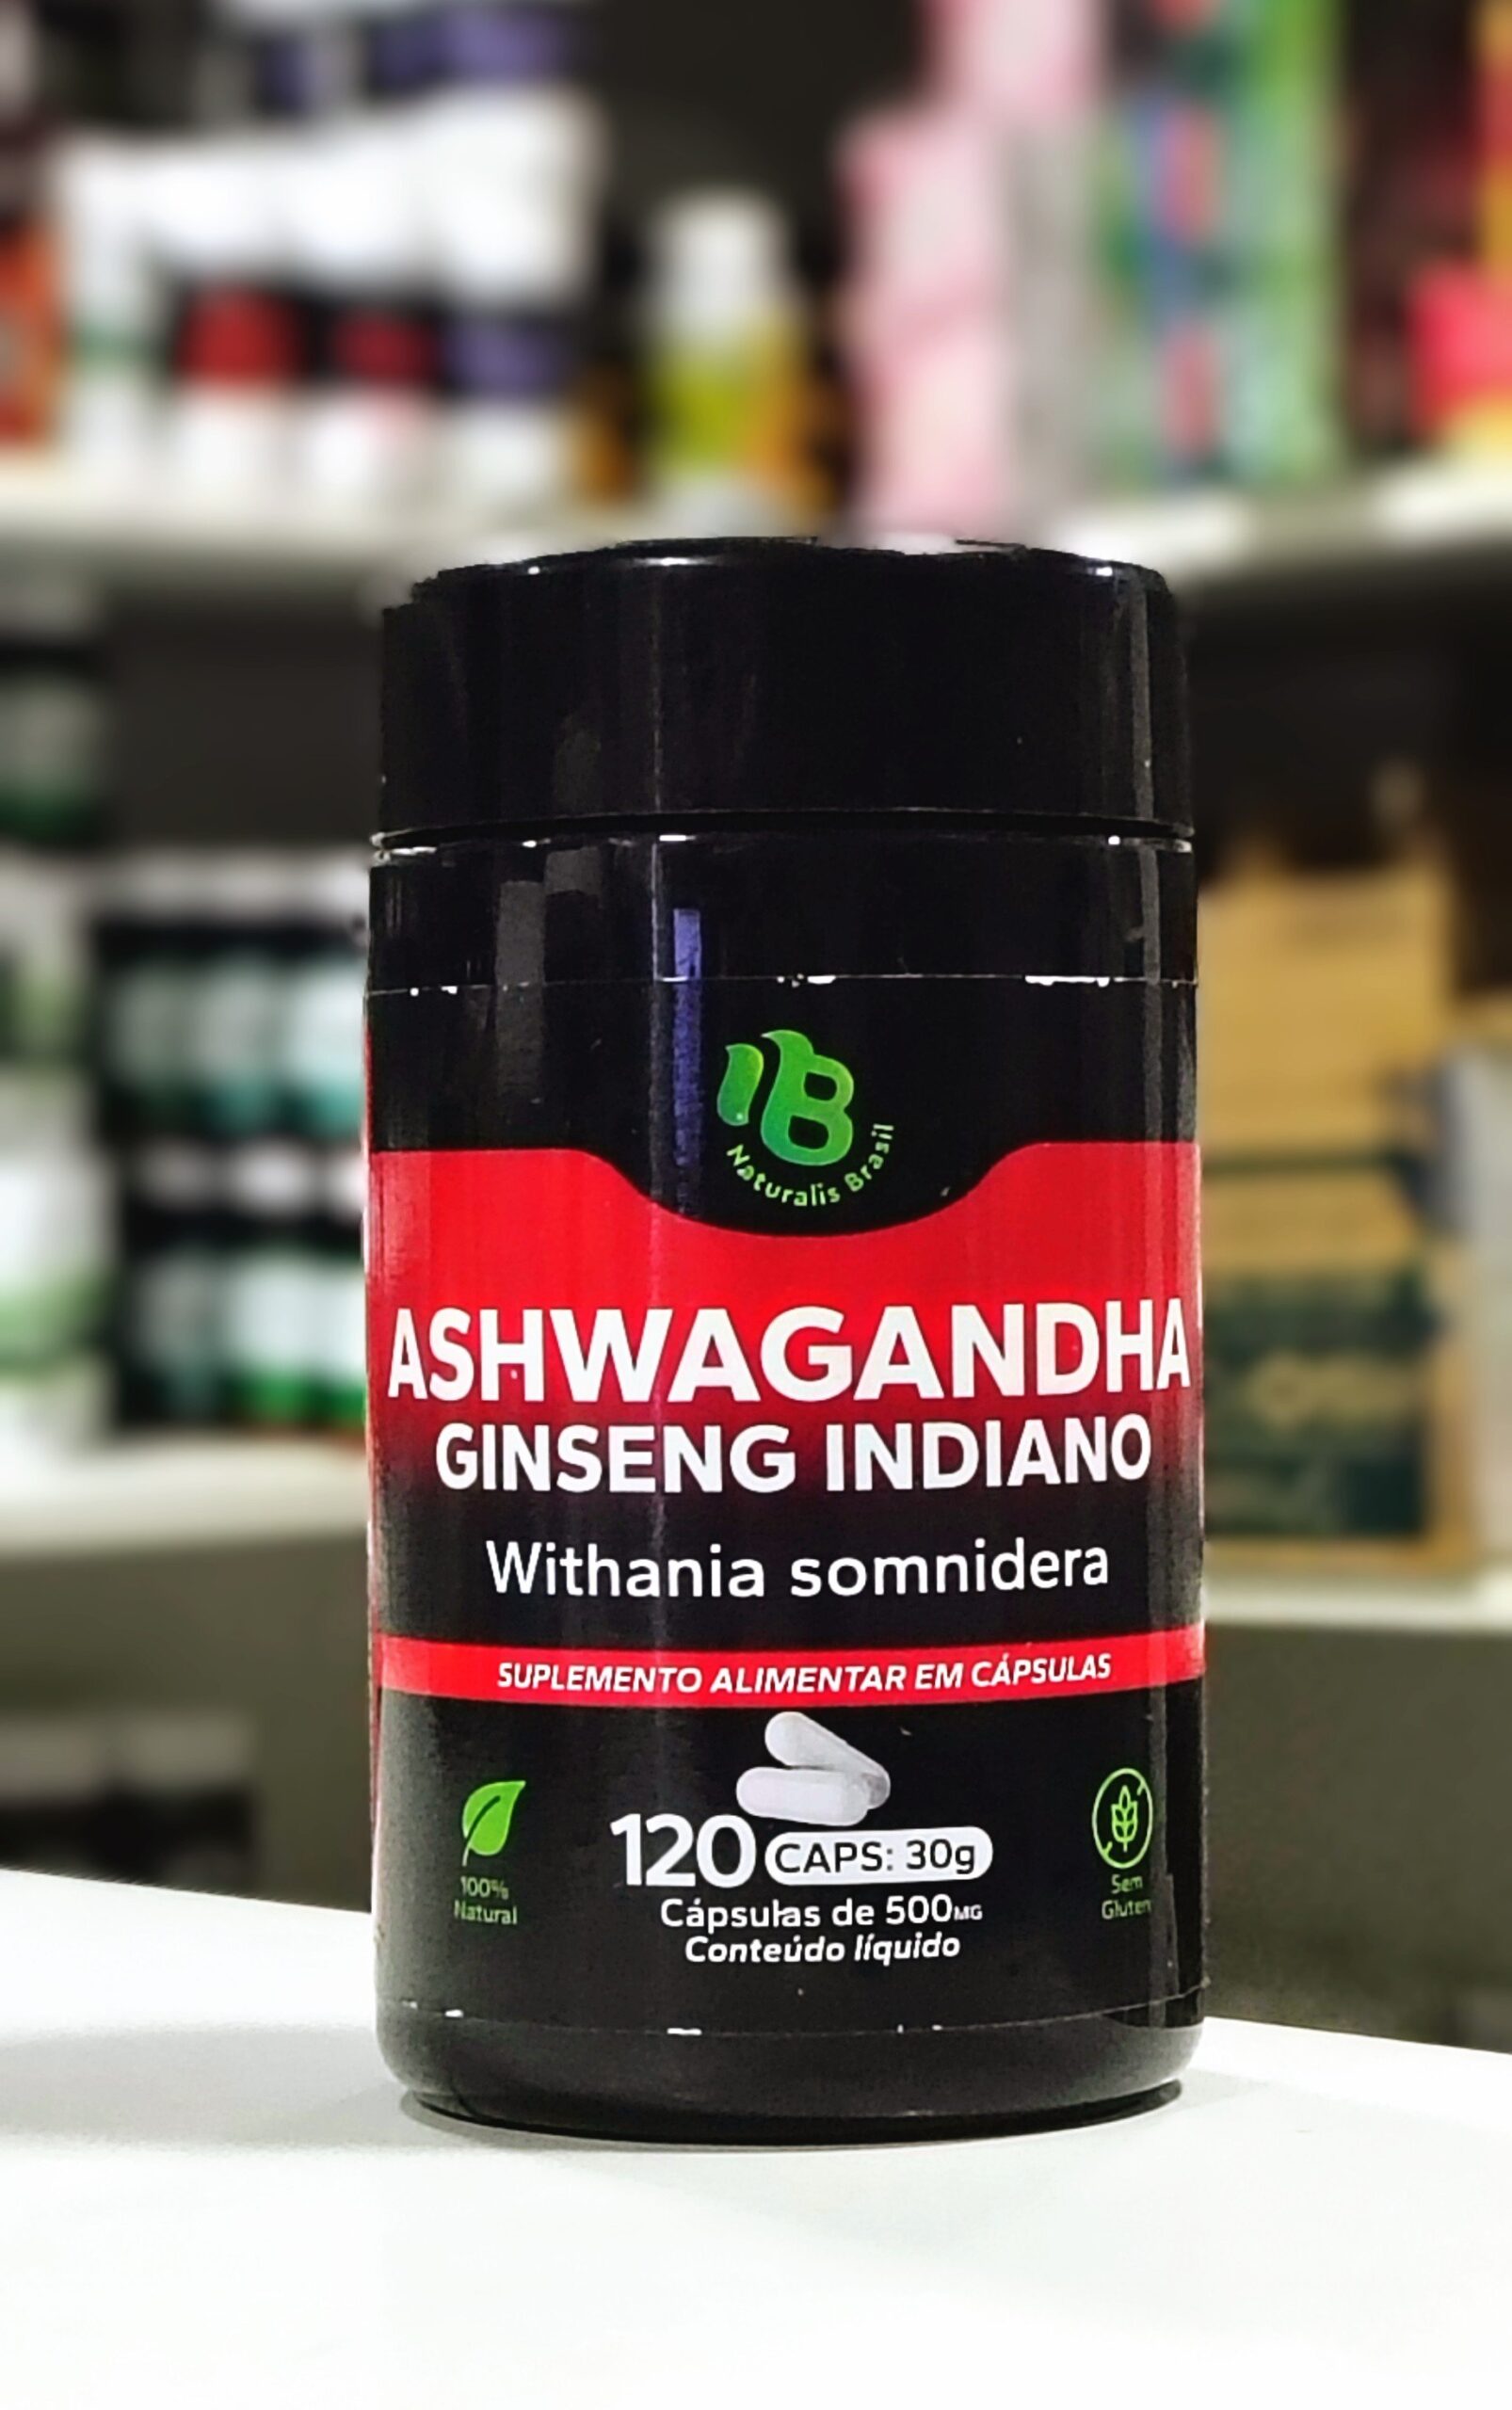 Naturalis Brasil
ASHWAGANDHA
GINSENG INDIANO
Withania somnidera
SUPLEMENTO ALIMENTAR EM CÁPSULAS
120 CAPS: 30g
Cápsulas de 500MG
Conteúdo líquido
100%
Natural
Sem
Gluten